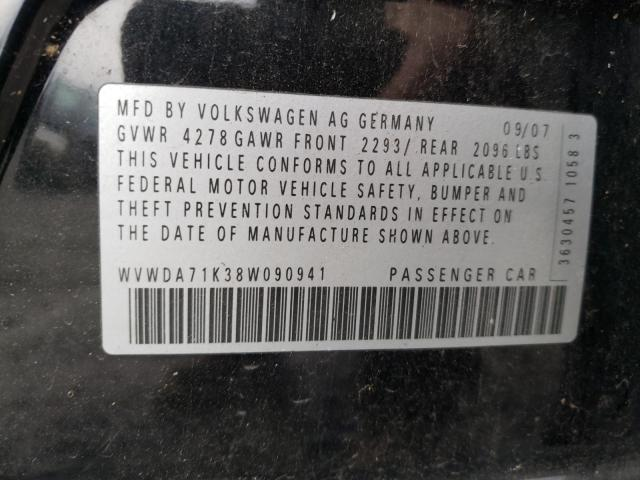 MFD BY VOLKSWAGEN AG GERMANY 09/07
GVWR 4278 GAWR FRONT 2293/ REAR 2096 LBS
THIS VEHICLE CONFORMS TO ALL APPLICABLE U.S.
FEDERAL MOTOR VEHICLE SAFETY, BUMPER AND
THEFT PREVENTION STANDARDS IN EFFECT ON
THE DATE OF MANUFACTURE SHOWN ABOVE.
WVWDA71K38W090941 PASSENGER CAR
3630457 1058 3